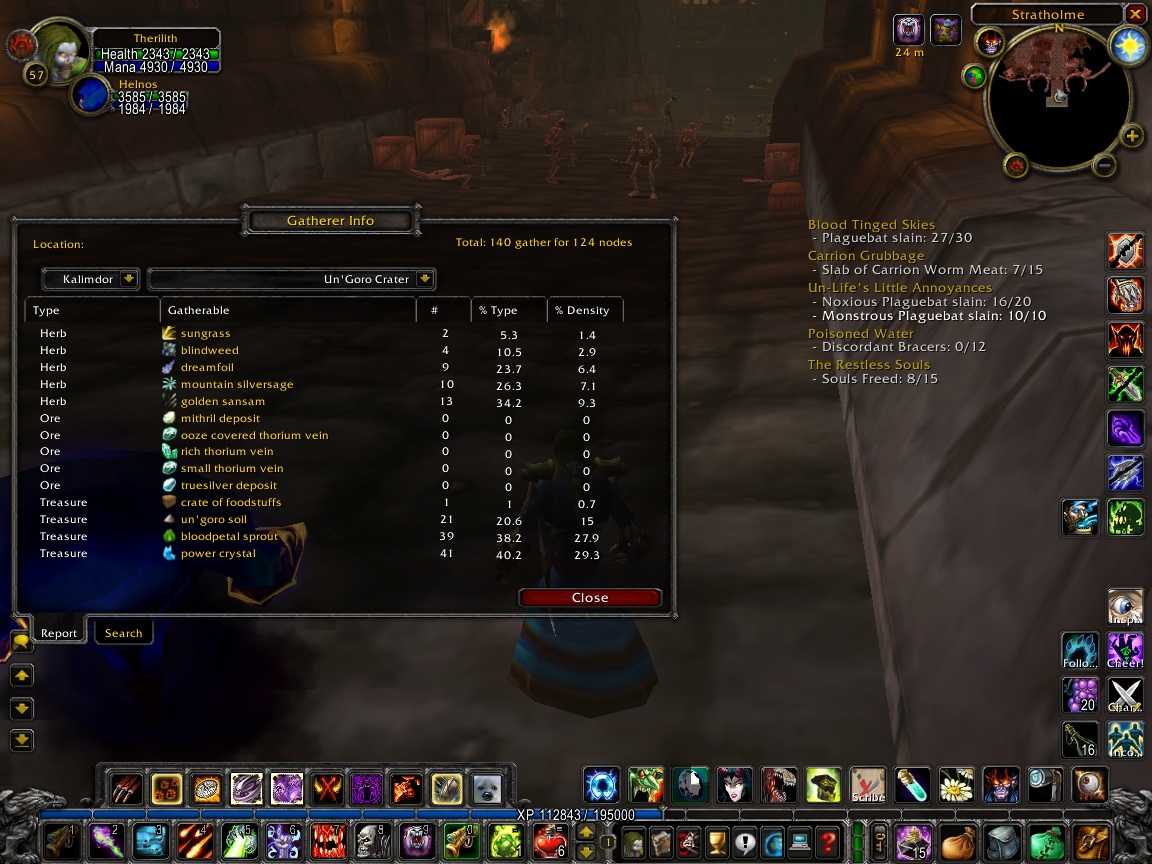 Therilith
Health 2343 / 2343
Mana 4930 / 4930
57
Helnos
3585 / 3585
1984 / 1984
24 m
Stratholme
N
Gatherer Info
Location:
Total: 140 gather for 124 nodes
Kalimdor
Un'Goro Crater
Type Gatherable # % Type % Density
Herb sungrass 2 5.3 1.4
Herb blindweed 4 10.5 2.9
Herb dreamfoil 9 23.7 6.4
Herb mountain silversage 10 26.3 7.1
Herb golden sansam 13 34.2 9.3
Ore mithril deposit 0 0 0
Ore ooze covered thorium vein 0 0 0
Ore rich thorium vein 0 0 0
Ore small thorium vein 0 0 0
Ore truesilver deposit 0 0 0
Treasure crate of foodstuffs 1 1 0.7
Treasure un'goro soil 21 20.6 15
Treasure bloodpetal sprout 39 38.2 27.9
Treasure power crystal 41 40.2 29.3
Close
Report
Search
Blood Tinged Skies
- Plaguebat slain: 27/30
Carrion Grubbage
- Slab of Carrion Worm Meat: 7/15
Un-Life's Little Annoyances
- Noxious Plaguebat slain: 16/20
- Monstrous Plaguebat slain: 10/10
Poisoned Water
- Discordant Bracers: 0/12
The Restless Souls
- Souls Freed: 8/15
Follo...
Cheer!
20
Char...
16
Scribe
XP 112843 / 195000
1
2
3
4
5
6
7
8
9
0
-
=
6
1
15